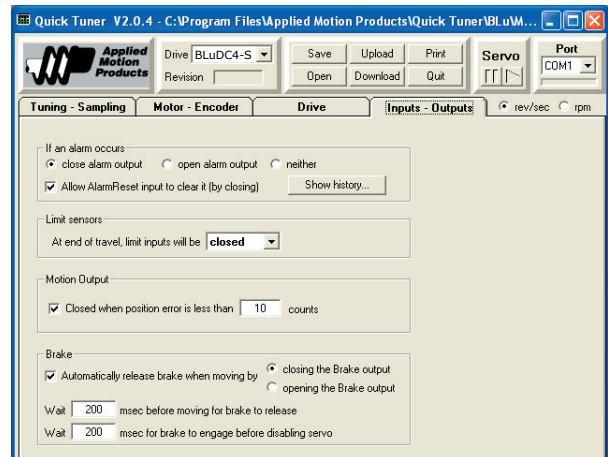 Quick Tuner V2.0.4 - C:\Program Files\Applied Motion Products\Quick Tuner\BLu\M...
Applied Motion Products
Drive BLuDC4-S
Revision
Save Upload Print
Open Download Quit
Servo
Port
COM1
Tuning - Sampling Motor - Encoder Drive Inputs - Outputs rev/sec rpm
If an alarm occurs
close alarm output open alarm output neither
Allow AlarmReset input to clear it (by closing) Show history...
Limit sensors
At end of travel, limit inputs will be closed
Motion Output
Closed when position error is less than 10 counts
Brake
Automatically release brake when moving by closing the Brake output
opening the Brake output
Wait 200 msec before moving for brake to release
Wait 200 msec for brake to engage before disabling servo